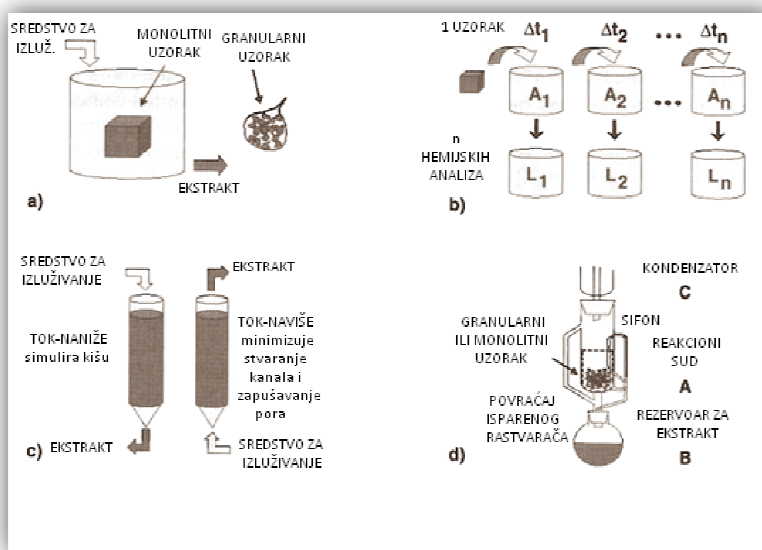 SREDSTVO ZA
IZLUŽ.
MONOLITNI
UZORAK
GRANULARNI
UZORAK
EKSTRAKT
a)
1 UZORAK
Δt1
Δt2
...
Δtn
A1
A2
...
An
n
HEMIJSKIH
ANALIZA
L1
L2
Ln
b)
SREDSTVO ZA
IZLUŽIVANJE
EKSTRAKT
TOK-NANIŽE
simulira kišu
TOK-NAVIŠE
minimizuje
stvaranje
kanala i
zapušavanje
pora
c)
EKSTRAKT
SREDSTVO ZA
IZLUŽIVANJE
KONDENZATOR
C
SIFON
GRANULARNI
ILI MONOLITNI
UZORAK
REAKCIONI
SUD
A
POVRAĆAJ
ISPARENOG
RASTVARAČA
REZERVOAR ZA
EKSTRAKT
B
d)